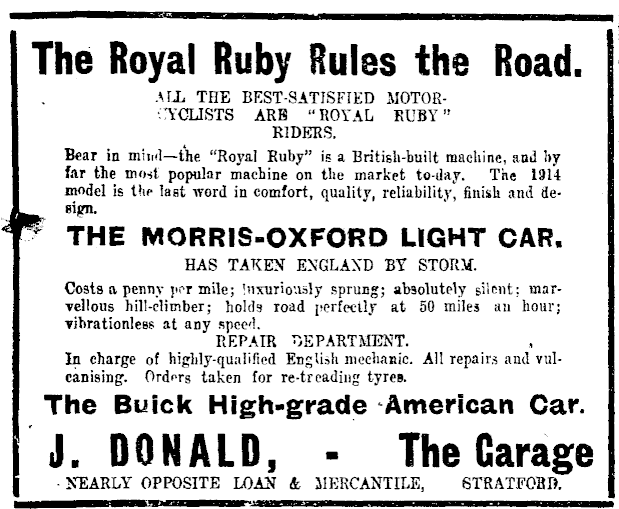 The Royal Ruby Rules the Road.
ALL THE BEST-SATISFIED MOTOR-
CYCLISTS ARE "ROYAL RUBY"
RIDERS.
Bear in mind—the "Royal Ruby" is a British-built machine, and by
far the most popular machine on the market to-day. The 1914
model is the last word in comfort, quality, reliability, finish and de-
sign.
THE MORRIS-OXFORD LIGHT CAR.
HAS TAKEN ENGLAND BY STORM.
Costs a penny per mile; luxuriously sprung; absolutely silent; mar-
vellous hill-climber; holds road perfectly at 50 miles an hour;
vibrationless at any speed.
REPAIR DEPARTMENT.
In charge of highly-qualified English mechanic. All repairs and vul-
canising. Orders taken for re-treading tyres.
The Buick High-grade American Car.
J. DONALD, - The Garage
NEARLY OPPOSITE LOAN & MERCANTILE, STRATFORD.